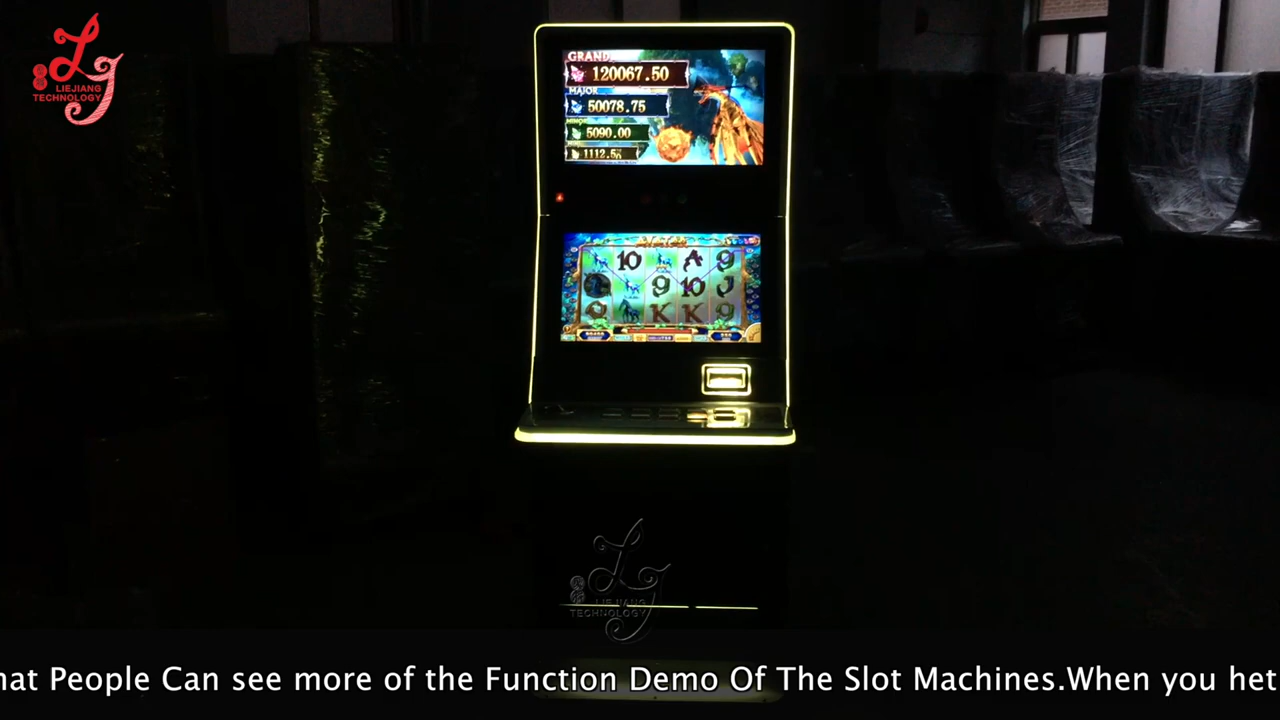 LIEJIANG
TECHNOLOGY
GRAND
120067.50
MAJOR
50078.75
MINOR
5090.00
10 A 9
9 10 J
Q K K Q
LIEJIANG
TECHNOLOGY
hat People Can see more of the Function Demo Of The Slot Machines.When you het